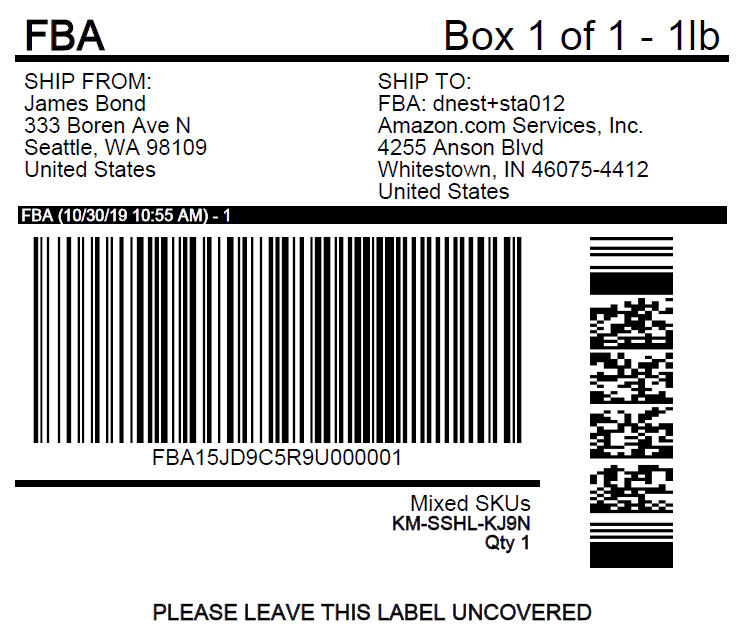 FBA
Box 1 of 1 - 1lb
SHIP FROM:
James Bond
333 Boren Ave N
Seattle, WA 98109
United States
SHIP TO:
FBA: dnest+sta012
Amazon.com Services, Inc.
4255 Anson Blvd
Whitestown, IN 46075-4412
United States
FBA (10/30/19 10:55 AM) - 1
FBA15JD9C5R9U000001
Mixed SKUs
KM-SSHL-KJ9N
Qty 1
PLEASE LEAVE THIS LABEL UNCOVERED